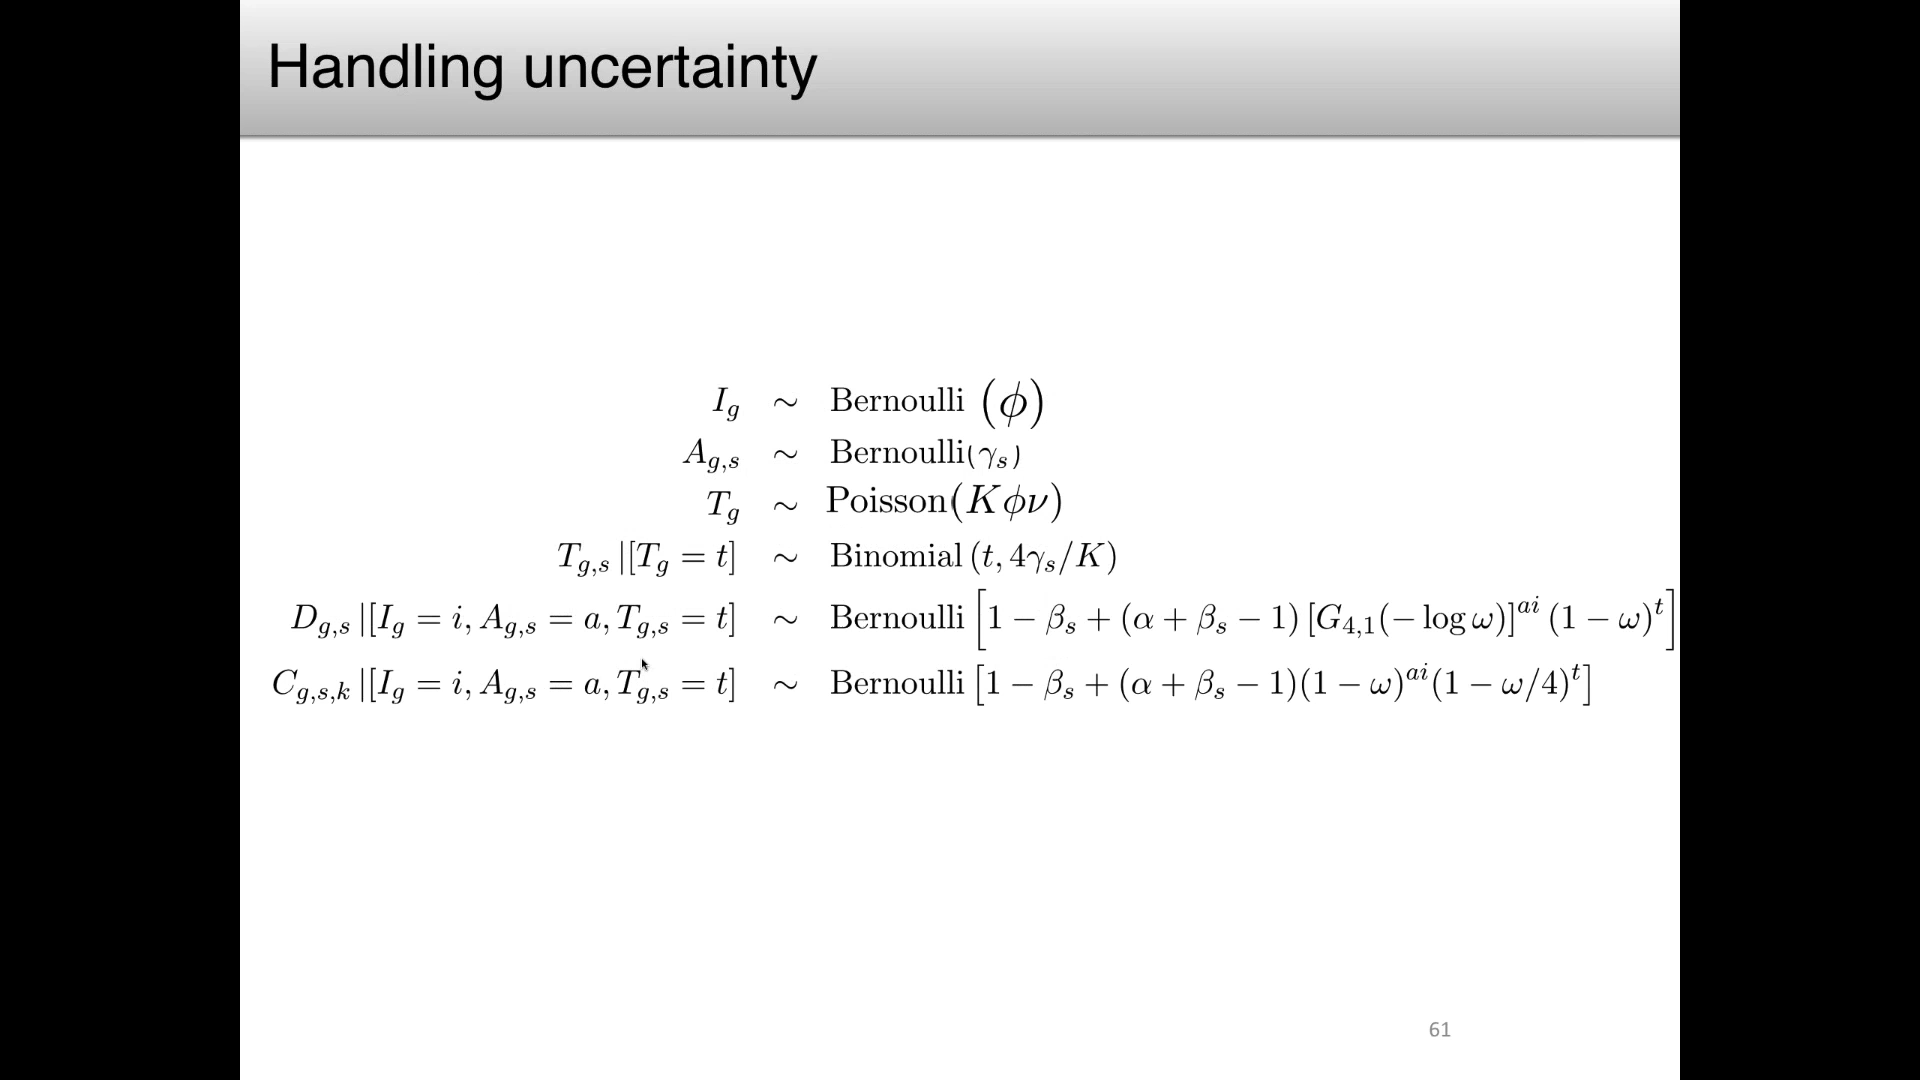 Handling uncertainty
I_g ∼ Bernoulli (ϕ)
A_{g,s} ∼ Bernoulli(γ_s)
T_g ∼ Poisson(Kϕν)
T_{g,s} |[T_g = t] ∼ Binomial (t, 4γ_s/K)
D_{g,s} |[I_g = i, A_{g,s} = a, T_{g,s} = t] ∼ Bernoulli [1 − β_s + (α + β_s − 1) [G_{4,1}(− log ω)]^{ai} (1 − ω)^t]
C_{g,s,k} |[I_g = i, A_{g,s} = a, T_{g,s} = t] ∼ Bernoulli [1 − β_s + (α + β_s − 1)(1 − ω)^{ai}(1 − ω/4)^t]
61